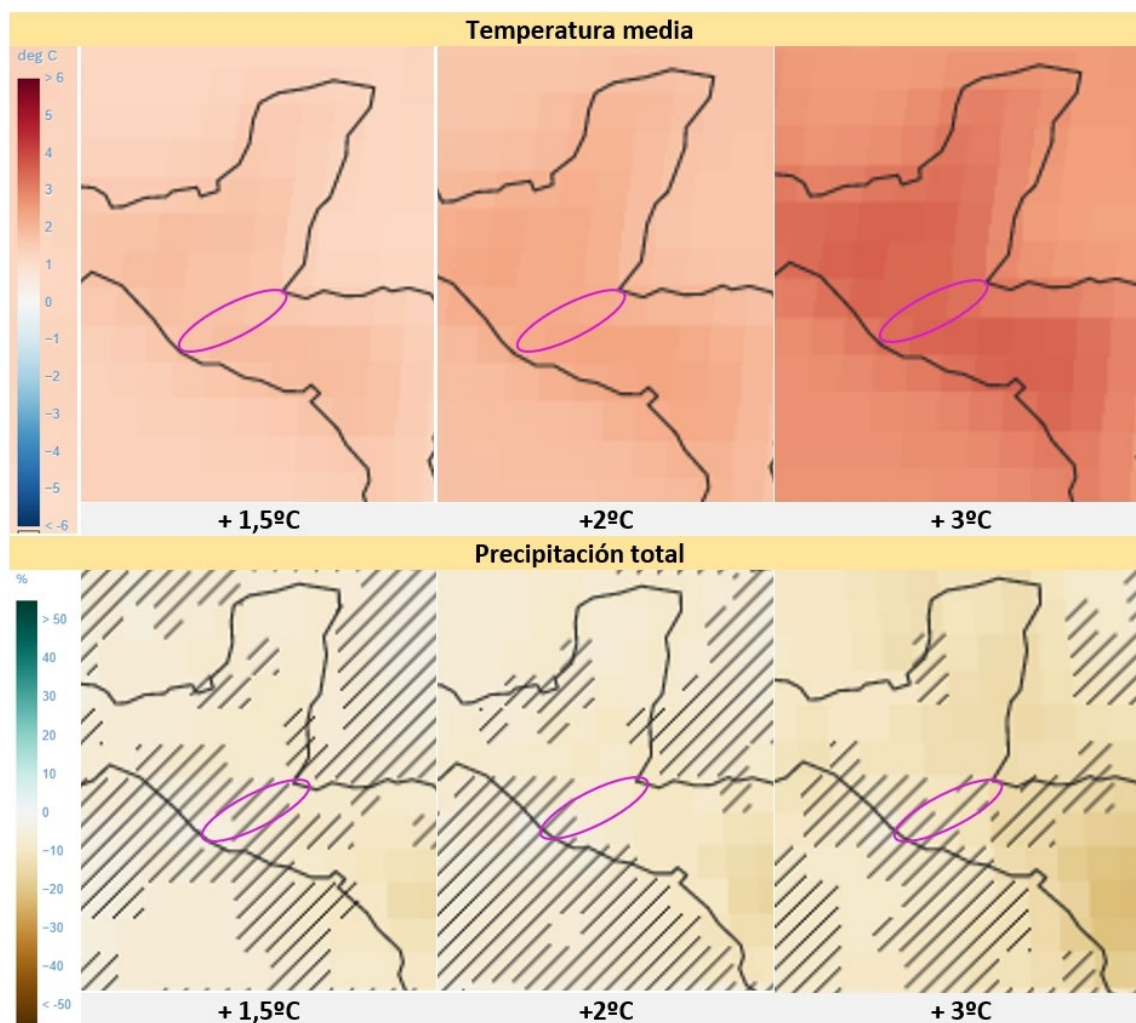 Temperatura media
deg C
> 6
5
4
3
2
1
0
−1
−2
−3
−4
−5
< -6
+ 1,5ºC
+2ºC
+ 3ºC
Precipitación total
%
> 50
40
30
20
10
0
−10
−20
−30
−40
< -50
+ 1,5ºC
+2ºC
+ 3ºC